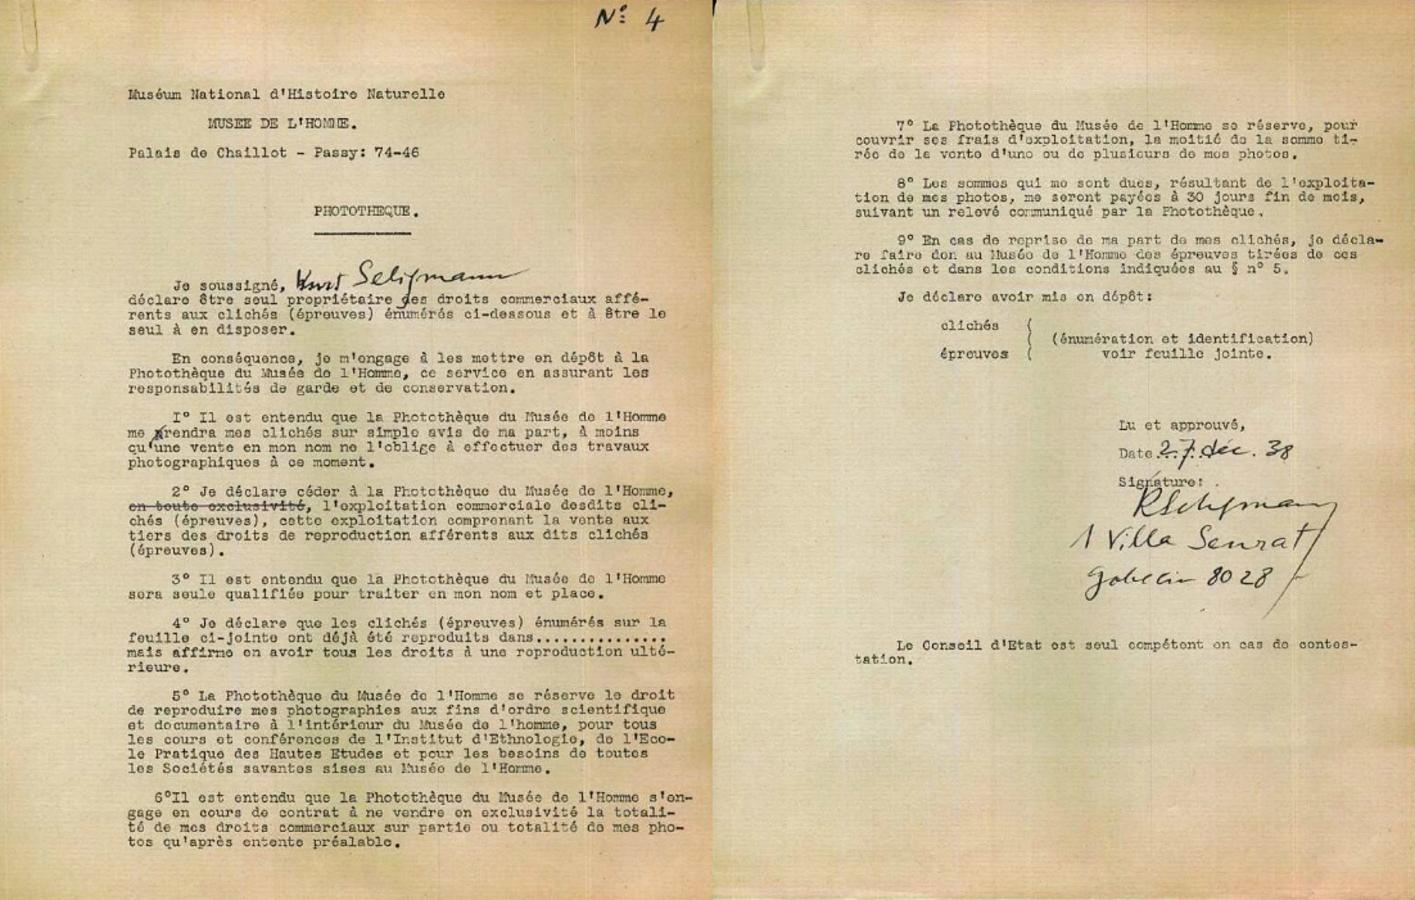 Nº 4
Muséum National d'Histoire Naturelle
MUSEE DE L'HOMME.
Palais de Chaillot - Passy: 74-46
PHOTOTHEQUE.
Je soussigné, Kurt Seligmann
déclare être seul propriétaire des droits commerciaux affé-
rents aux clichés (épreuves) énumérés ci-dessous et à être le
seul à en disposer.
En conséquence, je m'engage à les mettre en dépôt à la
Photothèque du Musée de l'Homme, ce service en assurant les
responsabilités de garde et de conservation.
I° Il est entendu que la Photothèque du Musée de l'Homme
me rendra mes clichés sur simple avis de ma part, à moins
qu'une vente en mon nom ne l'oblige à effectuer des travaux
photographiques à ce moment.
2° Je déclare céder à la Photothèque du Musée de l'Homme,
en toute exclusivité, l'exploitation commerciale desdits cli-
chés (épreuves), cette exploitation comprenant la vente aux
tiers des droits de reproduction afférents aux dits clichés
(épreuves).
3° Il est entendu que la Photothèque du Musée de l'Homme
sera seule qualifiée pour traiter en mon nom et place.
4° Je déclare que les clichés (épreuves) énumérés sur la
feuille ci-jointe ont déjà été reproduits dans...............
mais affirme en avoir tous les droits à une reproduction ulté-
rieure.
5° La Photothèque du Musée de l'Homme se réserve le droit
de reproduire mes photographies aux fins d'ordre scientifique
et documentaire à l'intérieur du Musée de l'homme, pour tous
les cours et conférences de l'Institut d'Ethnologie, de l'Eco-
le Pratique des Hautes Etudes et pour les besoins de toutes
les Sociétés savantes sises au Musée de l'Homme.
6°Il est entendu que la Photothèque du Musée de l'Homme s'en-
gage en cours de contrat à ne vendre en exclusivité la totali-
té de mes droits commerciaux sur partie ou totalité de mes pho-
tos qu'après entente préalable.
7° La Photothèque du Musée de l'Homme se réserve, pour
couvrir ses frais d'exploitation, la moitié de la somme ti-
rée de la vente d'une ou de plusieurs de mes photos.
8° Les sommes qui me sont dues, résultant de l'exploita-
tion de mes photos, me seront payées à 30 jours fin de mois,
suivant un relevé communiqué par la Photothèque.
9° En cas de reprise de ma part de mes clichés, je décla-
re faire don au Musée de l'Homme des épreuves tirées de ces
clichés et dans les conditions indiquées au § n° 5.
Je déclare avoir mis en dépôt:
clichés (
( (énumération et identification)
épreuves ( voir feuille jointe.
Lu et approuvé,
Date 27 déc. 38
Signature:
KSeligmann
1 Villa Seurat
Gobelin 80 28
Le Conseil d'Etat est seul compétent en cas de contes-
tation.